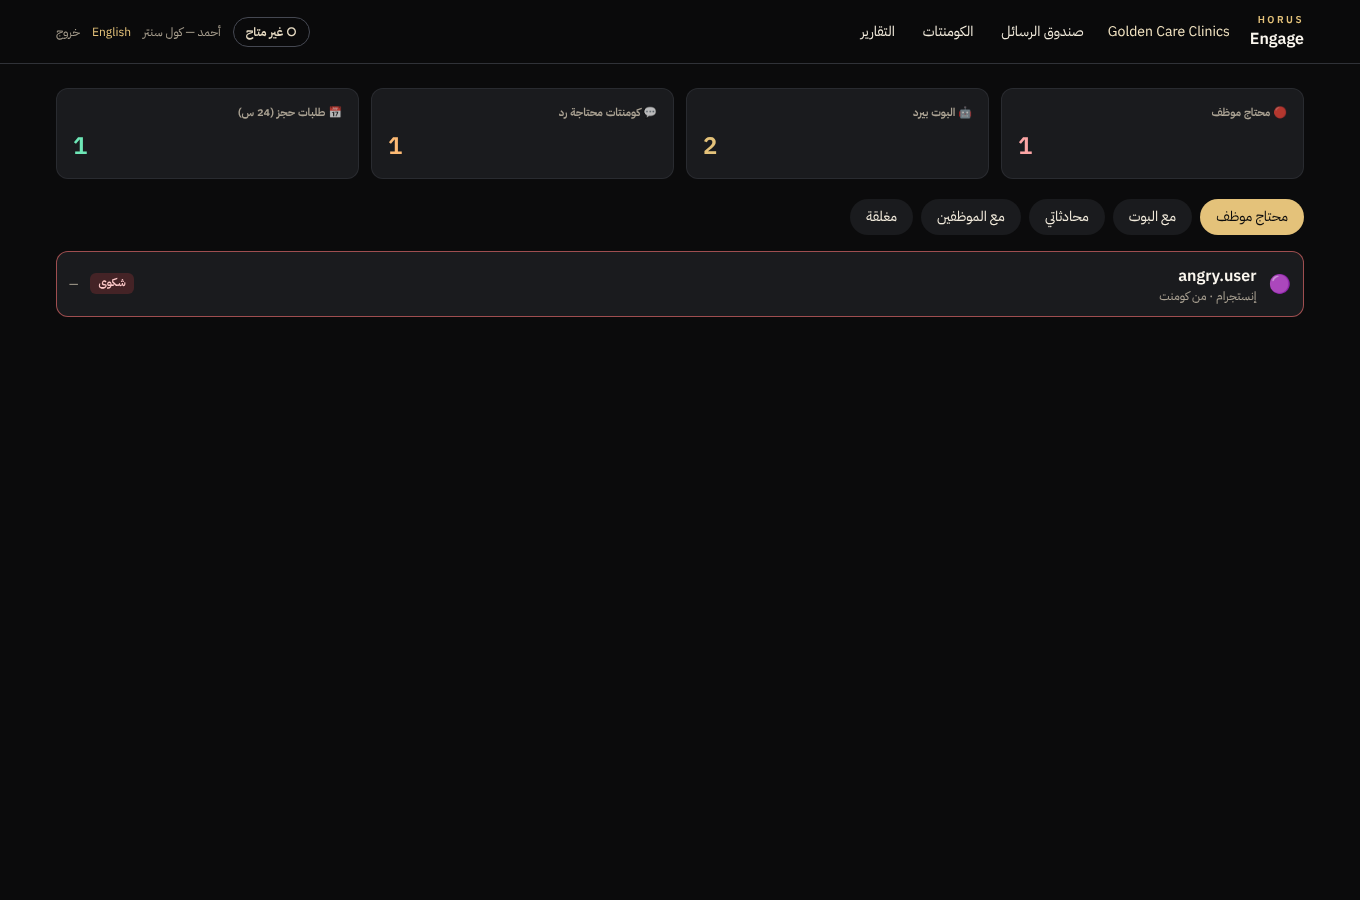 HORUS
Engage
Golden Care Clinics
صندوق الرسائل
الكومنتات
التقارير
غير متاح
أحمد — كول سنتر
English
خروج
محتاج موظف
1
البوت بيرد
2
كومنتات محتاجة رد
1
طلبات حجز (24 س)
1
محتاج موظف
مع البوت
محادثاتي
مع الموظفين
مغلقة
angry.user
إنستجرام · من كومنت
شكوى
—